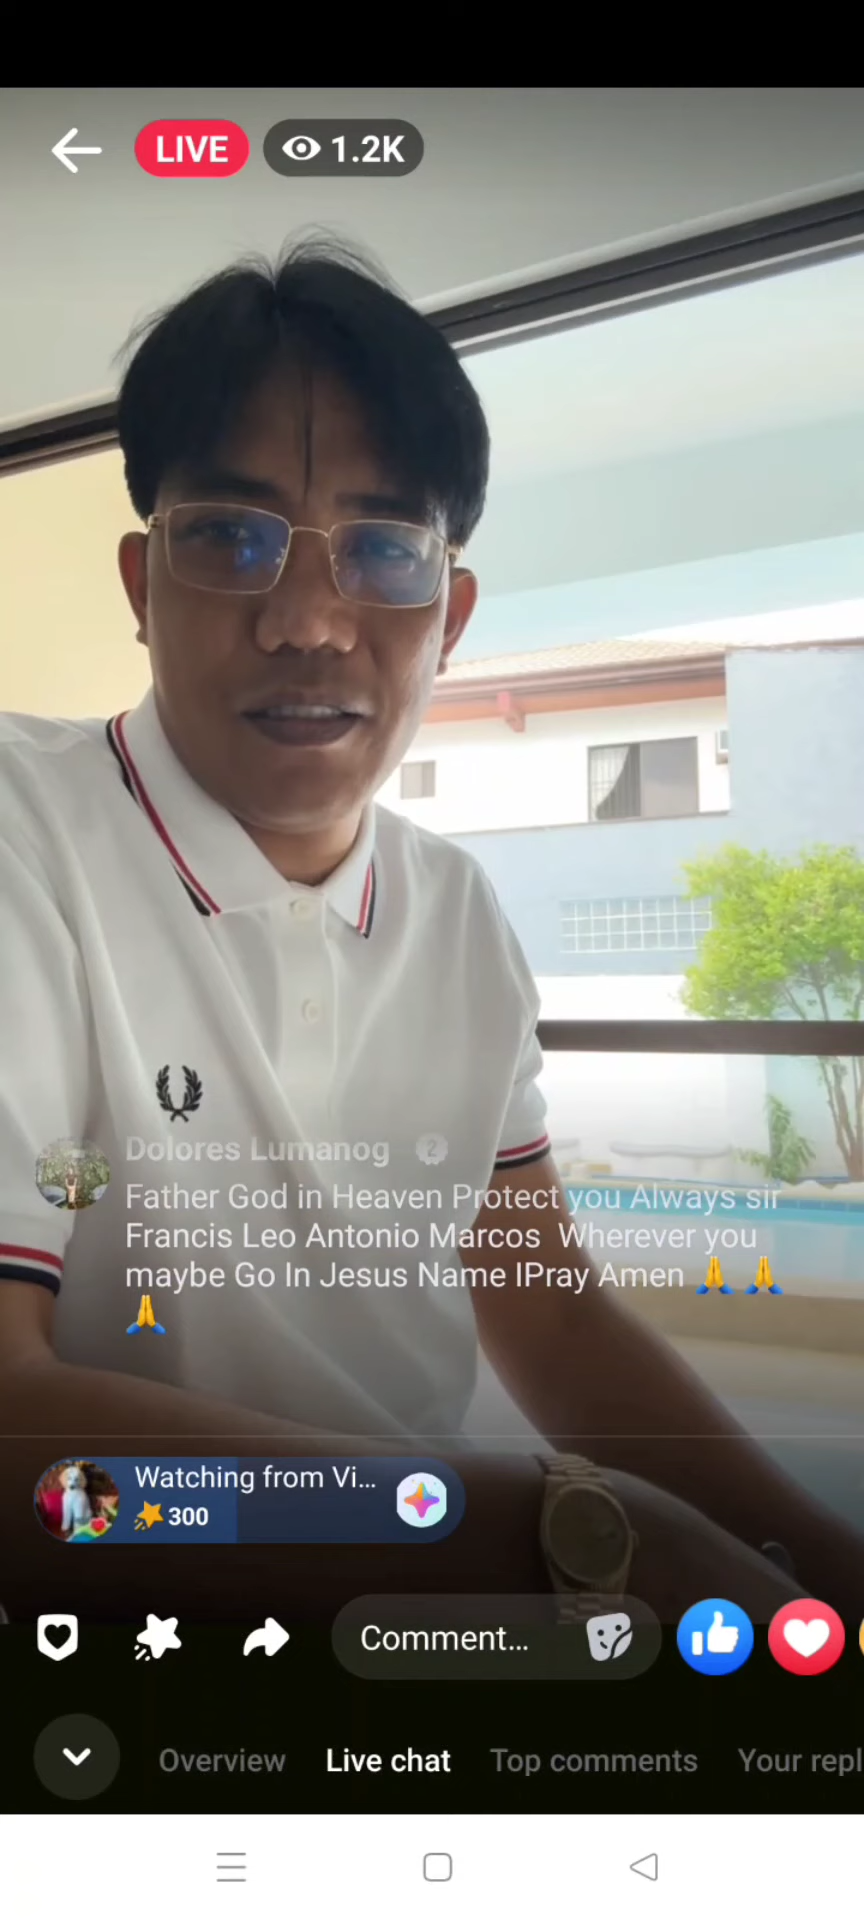 LIVE 1.2K
Dolores Lumanog 2
Father God in Heaven Protect you Always sir
Francis Leo Antonio Marcos Wherever you
maybe Go In Jesus Name IPray Amen 🙏🙏
🙏
Watching from Vi...
300
Comment...
Overview Live chat Top comments Your repl